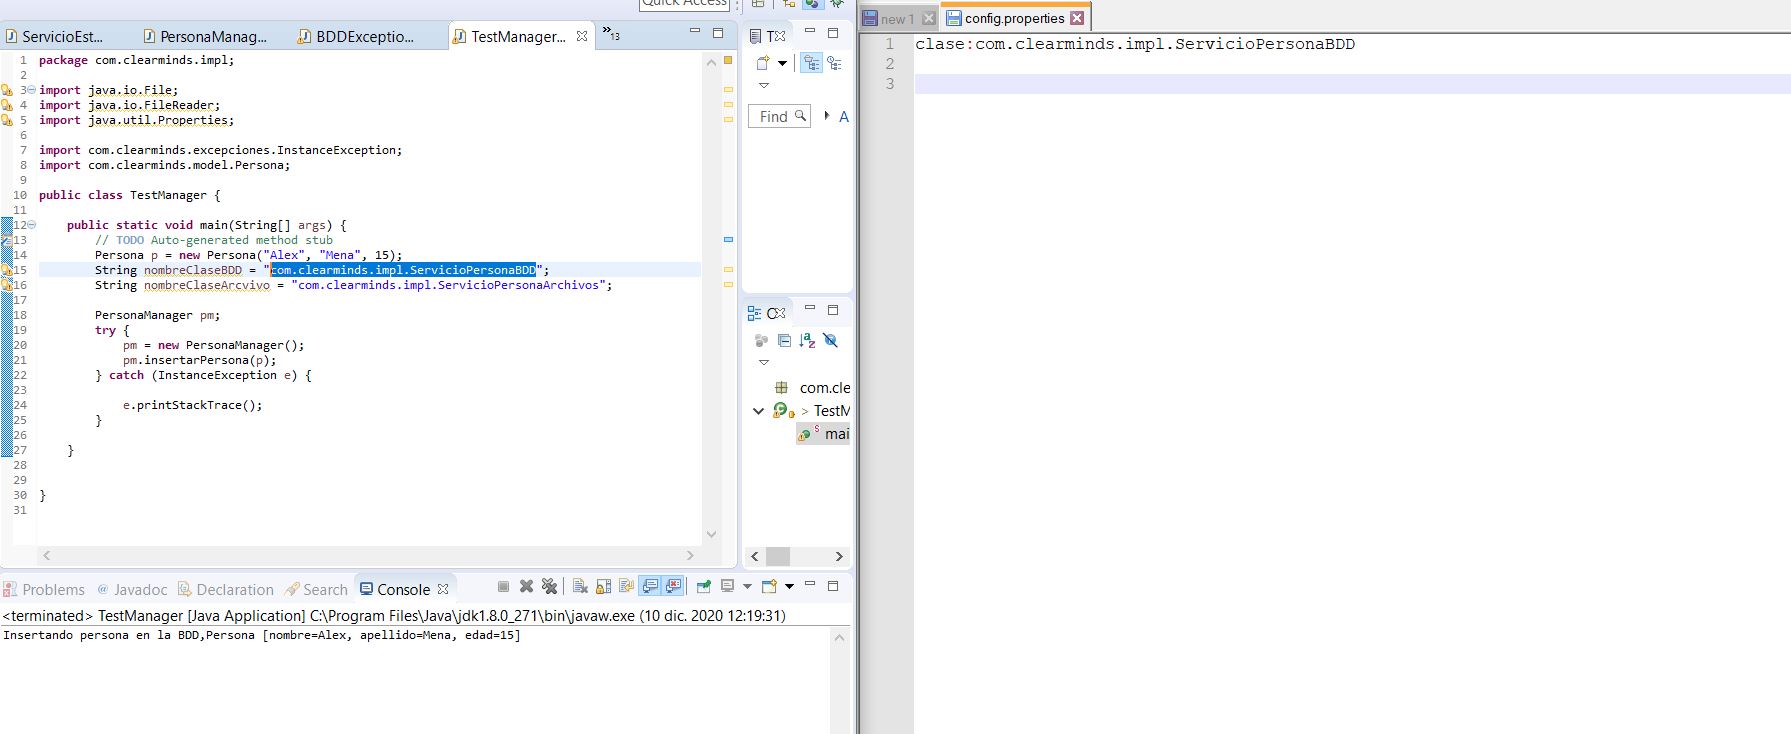 Quick Access
ServicioEst...
PersonaManag...
BDDExceptio...
TestManager...
»13
1 package com.clearminds.impl;
2
3 import java.io.File;
4 import java.io.FileReader;
5 import java.util.Properties;
6
7 import com.clearminds.excepciones.InstanceException;
8 import com.clearminds.model.Persona;
9
10 public class TestManager {
11
12 public static void main(String[] args) {
13 // TODO Auto-generated method stub
14 Persona p = new Persona("Alex", "Mena", 15);
15 String nombreClaseBDD = "com.clearminds.impl.ServicioPersonaBDD";
16 String nombreClaseArcvivo = "com.clearminds.impl.ServicioPersonaArchivos";
17
18 PersonaManager pm;
19 try {
20 pm = new PersonaManager();
21 pm.insertarPersona(p);
22 } catch (InstanceException e) {
23
24 e.printStackTrace();
25 }
26
27 }
28
29
30 }
31
T
Find
A
com.cle
> TestM
S mai
Problems @ Javadoc Declaration Search Console
<terminated> TestManager [Java Application] C:\Program Files\Java\jdk1.8.0_271\bin\javaw.exe (10 dic. 2020 12:19:31)
Insertando persona en la BDD,Persona [nombre=Alex, apellido=Mena, edad=15]
new 1
config.properties
1 clase:com.clearminds.impl.ServicioPersonaBDD
2
3